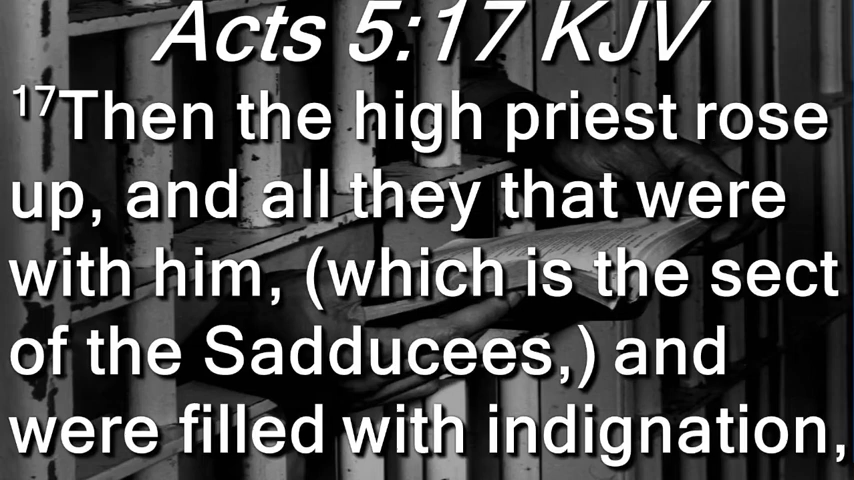 Acts 5:17 KJV
17Then the high priest rose
up, and all they that were
with him, (which is the sect
of the Sadducees,) and
were filled with indignation,